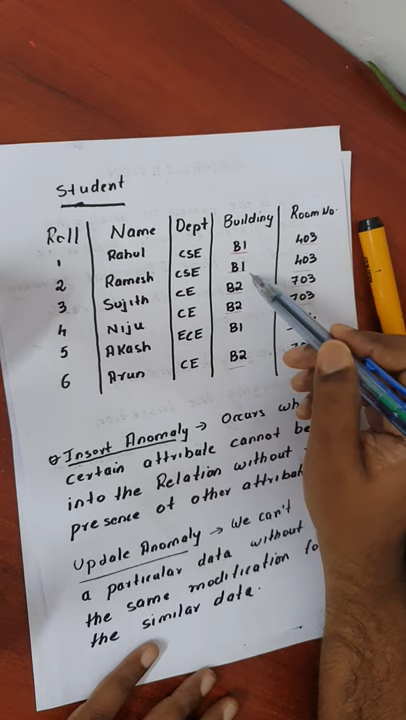 Student
Roll Name Dept Building Room No.
1 Rahul CSE B1 403
2 Ramesh CSE B1 403
3 Sujith CE B2 703
4 Niju CE B2 703
5 Akash ECE B1
6 Arun CE B2
Insert Anomaly → Occurs
certain attribute cannot be
into the Relation without
presence of other
Update Anomaly → We can't
a particular data without
the same modification
the similar data.